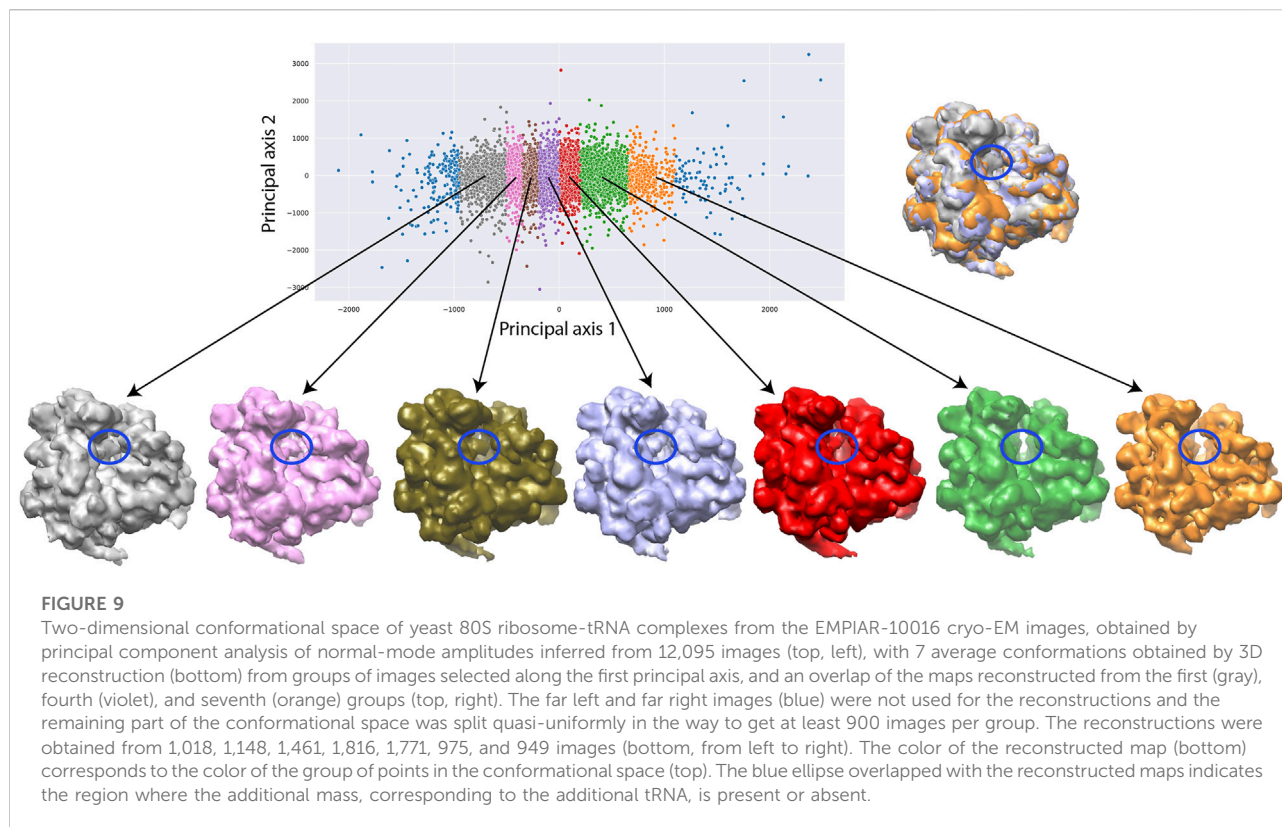 3000
2000
1000
0
−1000
−2000
−3000
Principal axis 2
−2000
−1000
0
1000
2000
Principal axis 1
FIGURE 9
Two-dimensional conformational space of yeast 80S ribosome-tRNA complexes from the EMPIAR-10016 cryo-EM images, obtained by
principal component analysis of normal-mode amplitudes inferred from 12,095 images (top, left), with 7 average conformations obtained by 3D
reconstruction (bottom) from groups of images selected along the first principal axis, and an overlap of the maps reconstructed from the first (gray),
fourth (violet), and seventh (orange) groups (top, right). The far left and far right images (blue) were not used for the reconstructions and the
remaining part of the conformational space was split quasi-uniformly in the way to get at least 900 images per group. The reconstructions were
obtained from 1,018, 1,148, 1,461, 1,816, 1,771, 975, and 949 images (bottom, from left to right). The color of the reconstructed map (bottom)
corresponds to the color of the group of points in the conformational space (top). The blue ellipse overlapped with the reconstructed maps indicates
the region where the additional mass, corresponding to the additional tRNA, is present or absent.